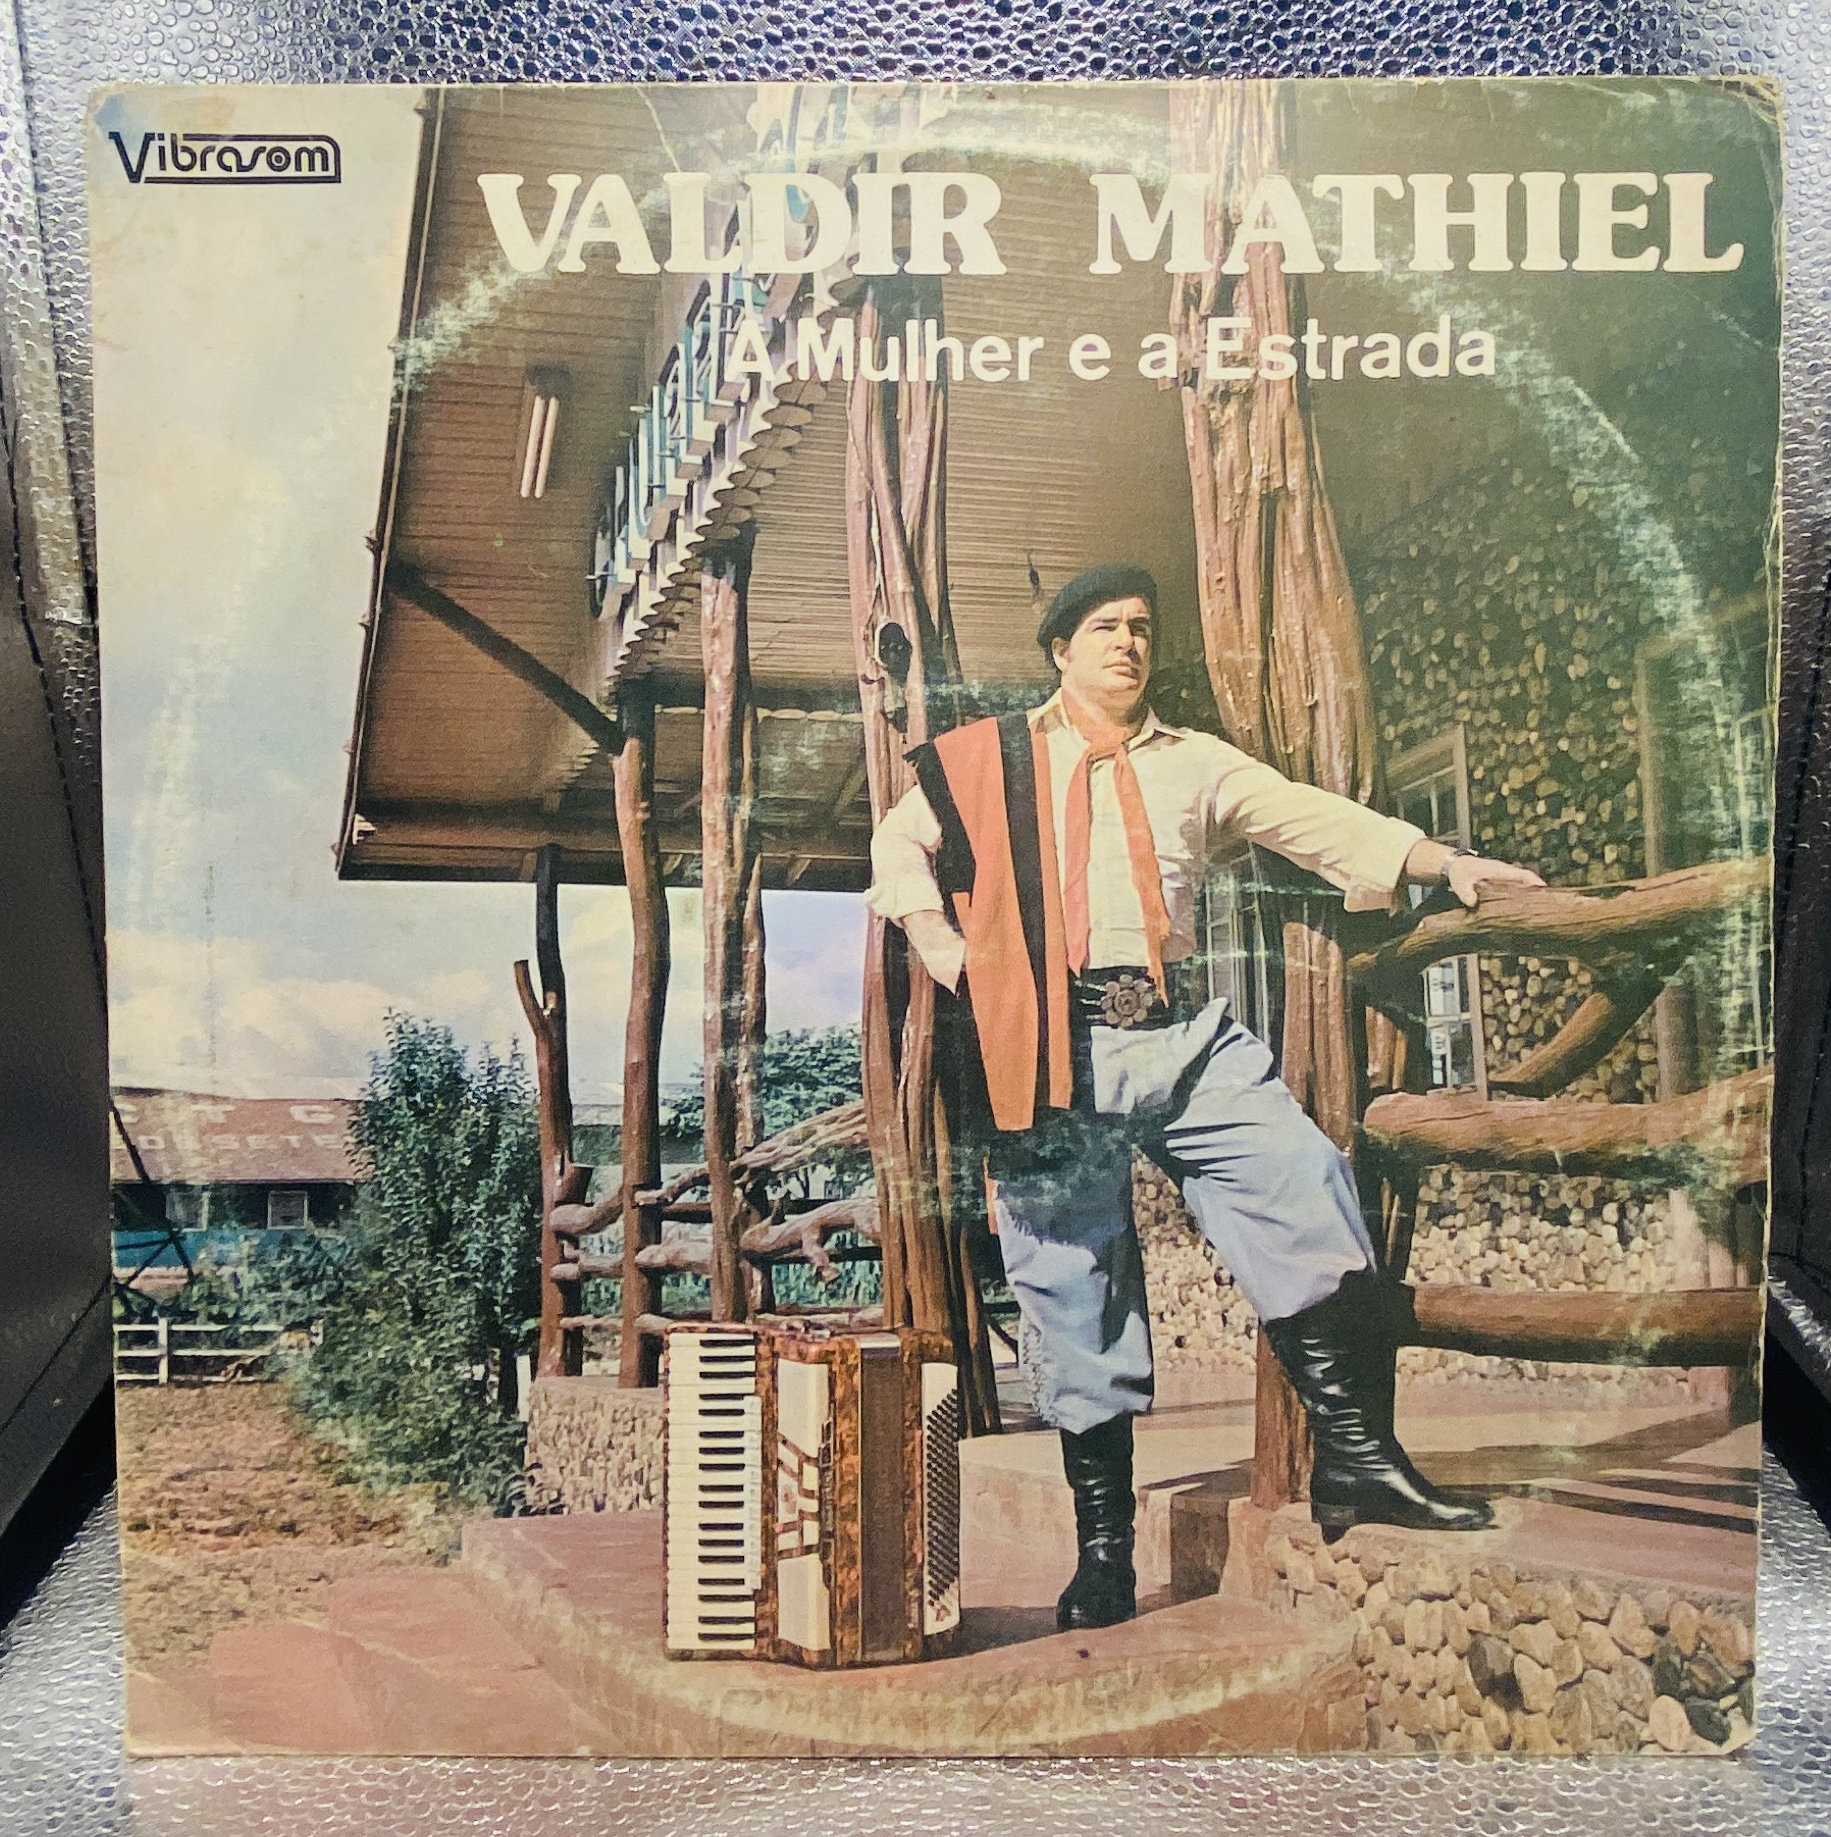 Vibrasom
VALDIR MATHIEL
A Mulher e a Estrada